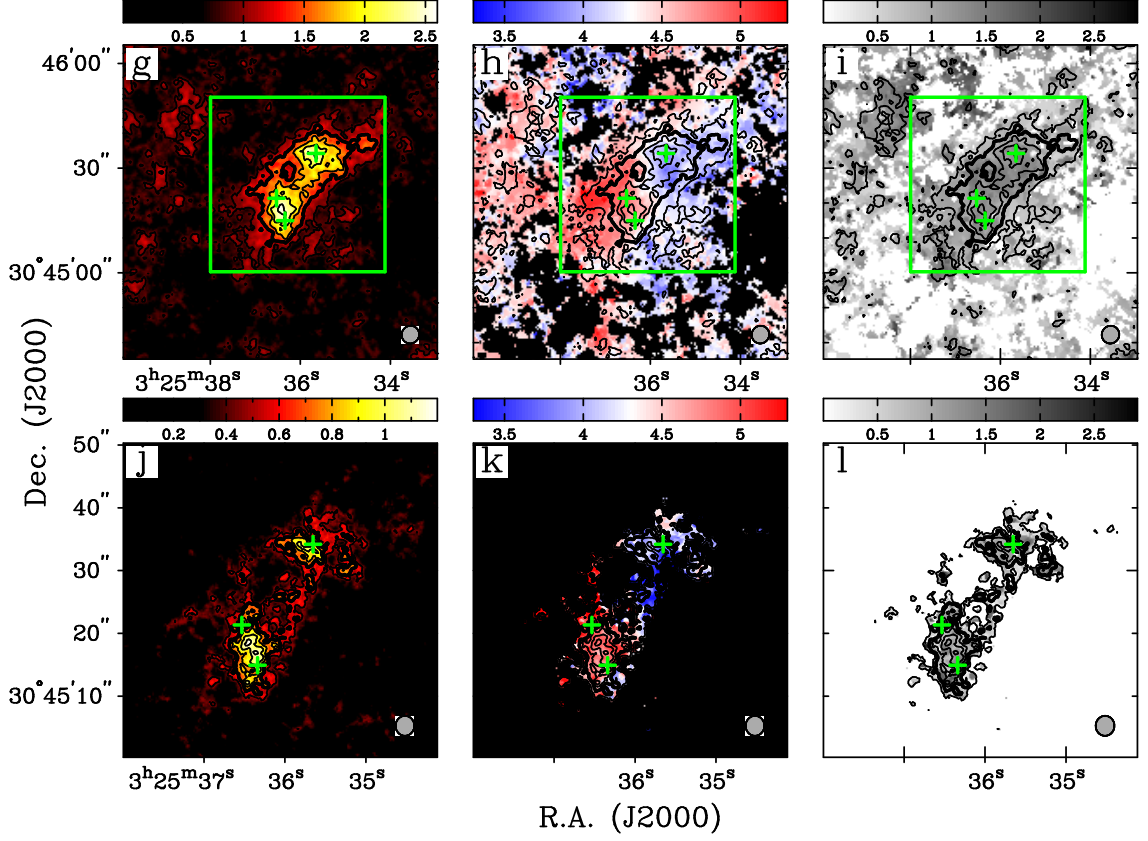 0.5 1 1.5 2 2.5
3.5 4 4.5 5
0.5 1 1.5 2 2.5
g
h
i
46′00″
30″
30°45′00″
3ʰ25ᵐ38ˢ 36ˢ 34ˢ
36ˢ 34ˢ
36ˢ 34ˢ
Dec. (J2000)
0.2 0.4 0.6 0.8 1
3.5 4 4.5 5
0.5 1 1.5 2 2.5
j
k
l
50″
40″
30″
20″
30°45′10″
3ʰ25ᵐ37ˢ 36ˢ 35ˢ
36ˢ 35ˢ
36ˢ 35ˢ
R.A. (J2000)